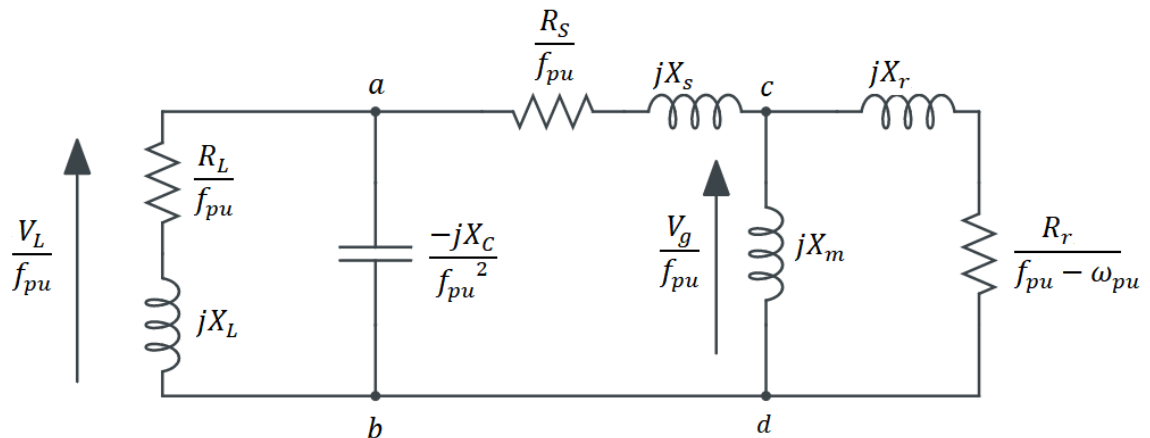 R_S/f_pu
a
jX_s
c
jX_r
R_L/f_pu
V_L/f_pu
-jX_C/f_pu^2
V_g/f_pu
jX_m
R_r/(f_pu − ω_pu)
jX_L
b
d